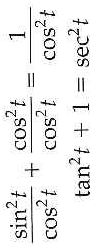 sin²t/cos²t + cos²t/cos²t = 1/cos²t
tan²t + 1 = sec²t